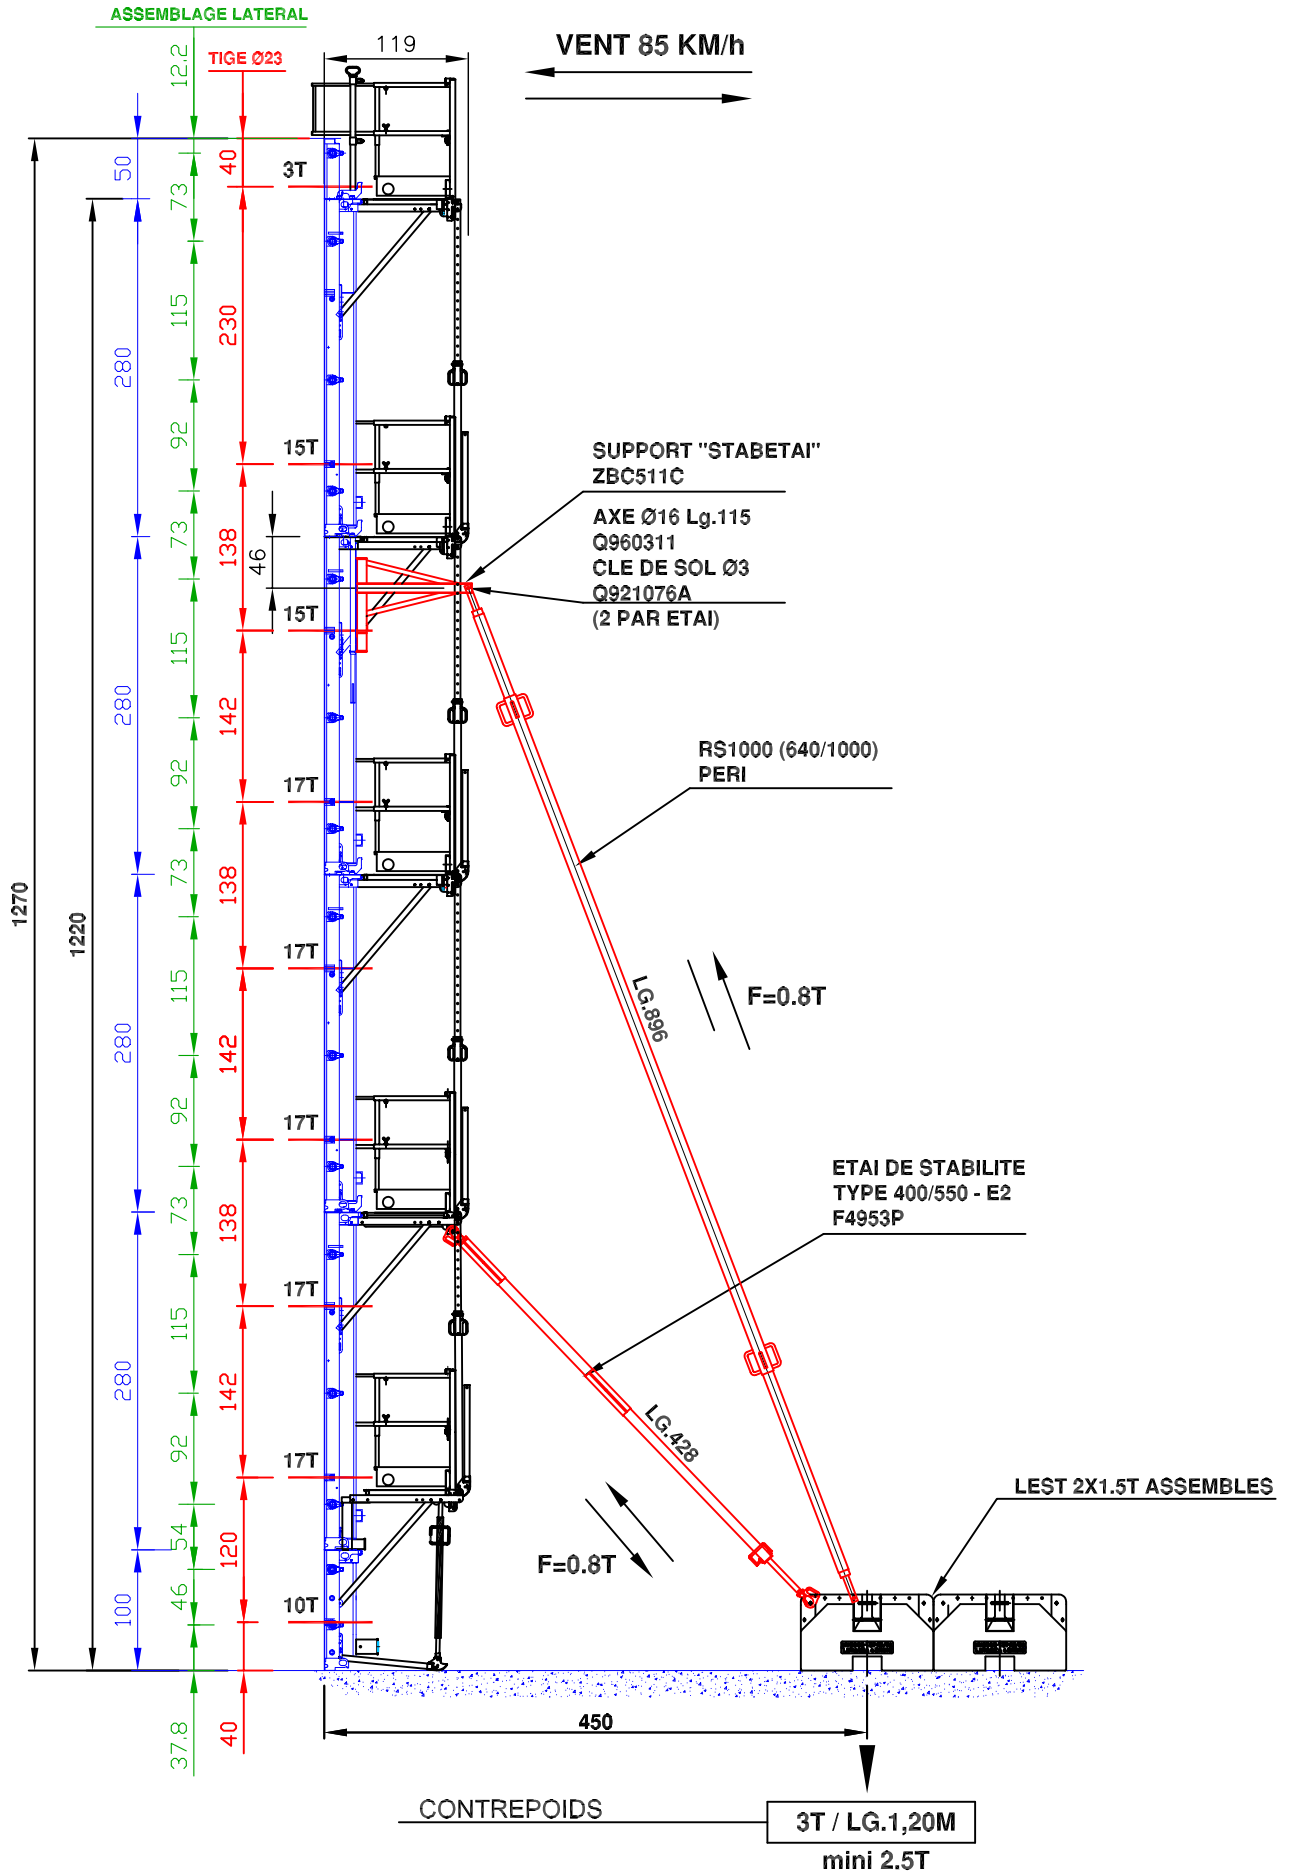 ASSEMBLAGE LATERAL
TIGE Ø23
119
VENT 85 KM/h
12.2
50
73
40
3T
280
115
230
92
15T
73
138
46
15T
SUPPORT "STABETAI"
ZBC511C
AXE Ø16 Lg.115
Q960311
CLE DE SOL Ø3
Q921076A
(2 PAR ETAI)
115
280
142
92
17T
RS1000 (640/1000)
PERI
73
138
1270
1220
17T
115
280
142
LG.896
F=0.8T
92
17T
73
138
ETAI DE STABILITE
TYPE 400/550 - E2
F4953P
17T
115
280
142
92
LG.428
17T
LEST 2X1.5T ASSEMBLES
54
120
F=0.8T
46
100
10T
37.8
40
450
CONTREPOIDS
3T / LG.1,20M
mini 2.5T